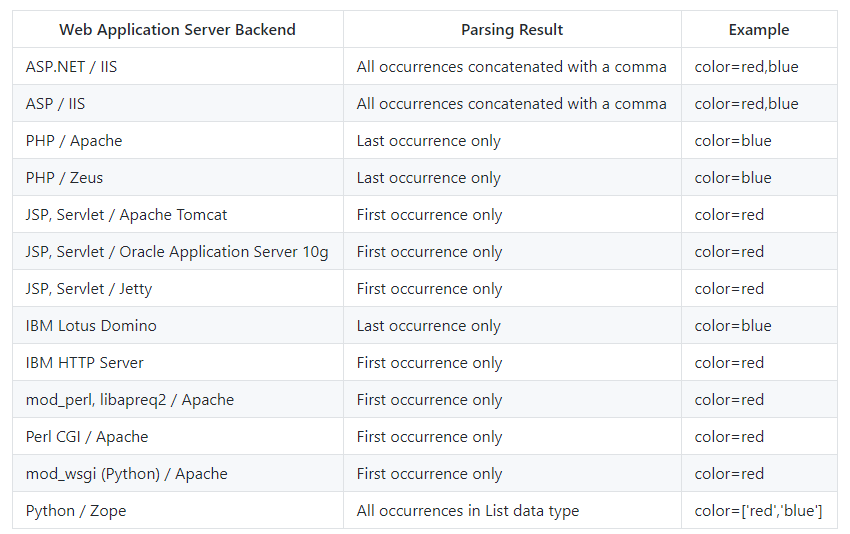 Web Application Server Backend Parsing Result Example
ASP.NET / IIS All occurrences concatenated with a comma color=red,blue
ASP / IIS All occurrences concatenated with a comma color=red,blue
PHP / Apache Last occurrence only color=blue
PHP / Zeus Last occurrence only color=blue
JSP, Servlet / Apache Tomcat First occurrence only color=red
JSP, Servlet / Oracle Application Server 10g First occurrence only color=red
JSP, Servlet / Jetty First occurrence only color=red
IBM Lotus Domino Last occurrence only color=blue
IBM HTTP Server First occurrence only color=red
mod_perl, libapreq2 / Apache First occurrence only color=red
Perl CGI / Apache First occurrence only color=red
mod_wsgi (Python) / Apache First occurrence only color=red
Python / Zope All occurrences in List data type color=['red','blue']